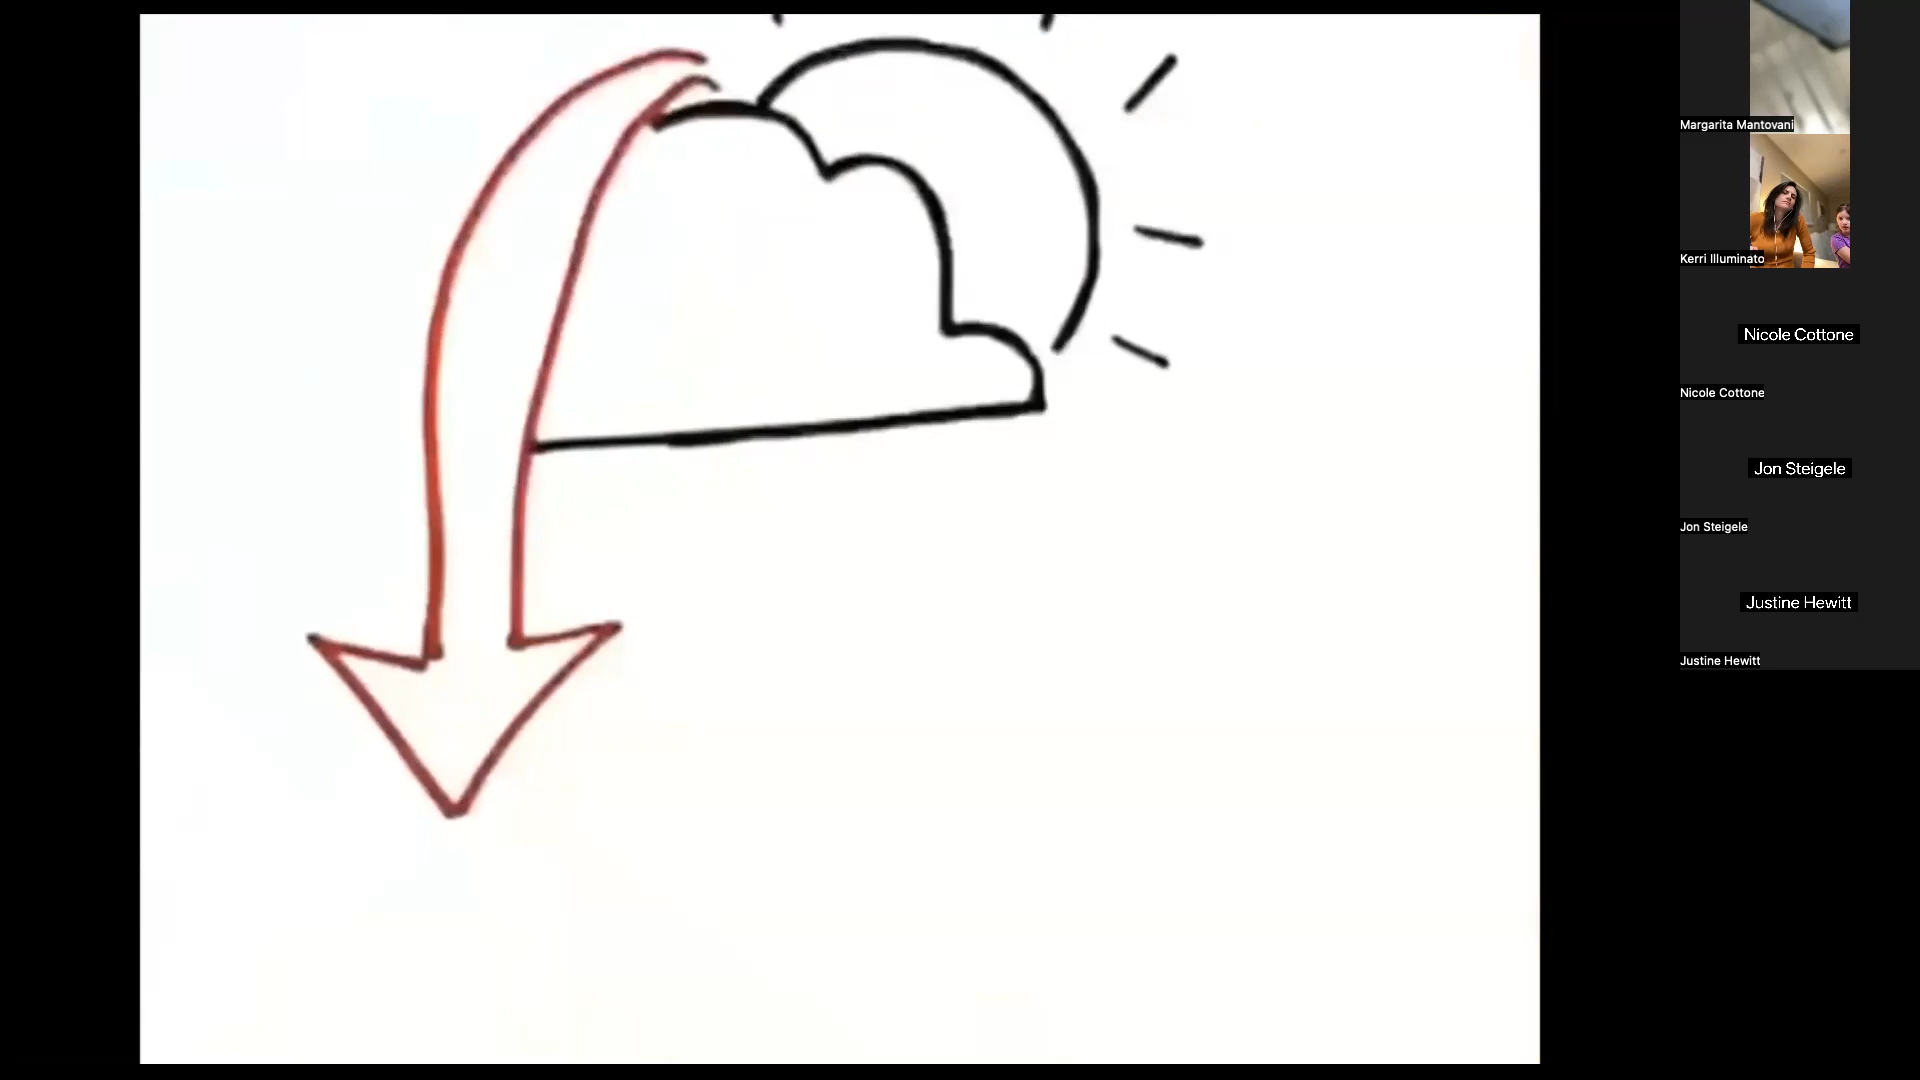 Margarita Mantovani
Kerri Illuminato
Nicole Cottone
Nicole Cottone
Jon Steigele
Jon Steigele
Justine Hewitt
Justine Hewitt